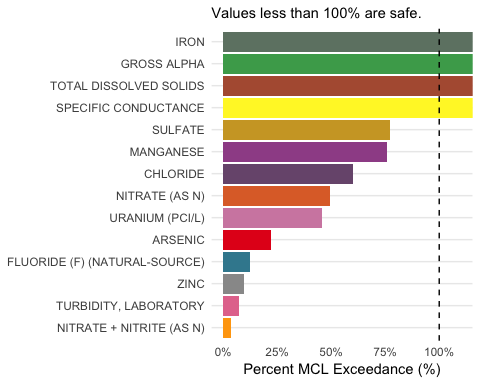 Values less than 100% are safe.
IRON
GROSS ALPHA
TOTAL DISSOLVED SOLIDS
SPECIFIC CONDUCTANCE
SULFATE
MANGANESE
CHLORIDE
NITRATE (AS N)
URANIUM (PCI/L)
ARSENIC
FLUORIDE (F) (NATURAL-SOURCE)
ZINC
TURBIDITY, LABORATORY
NITRATE + NITRITE (AS N)
0% 25% 50% 75% 100%
Percent MCL Exceedance (%)